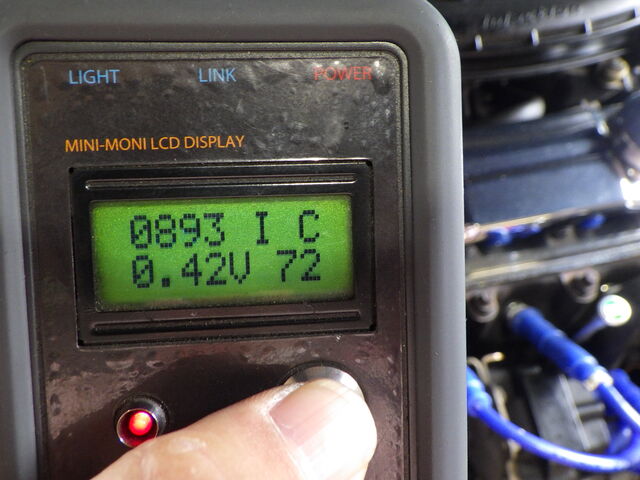 LIGHT LINK POWER
MINI-MONI LCD DISPLAY
0893 I C
0.42V 72